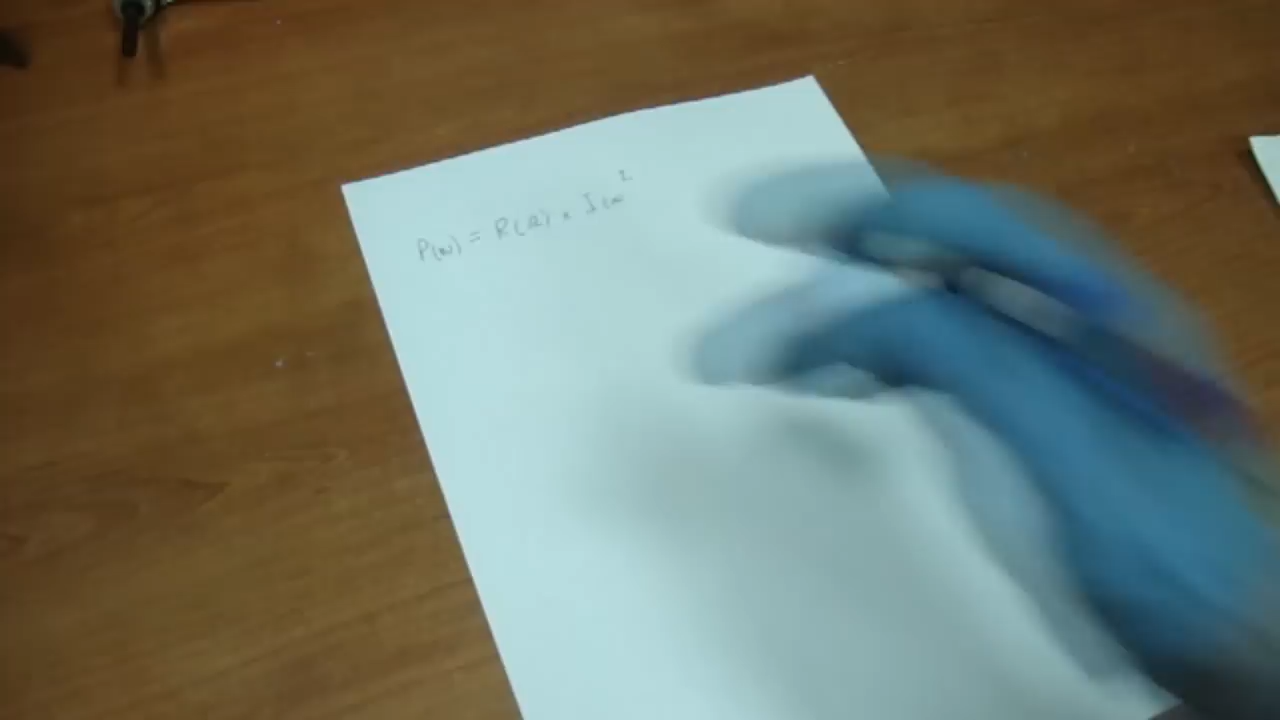 P(W) = R(Ω) x I(A)²